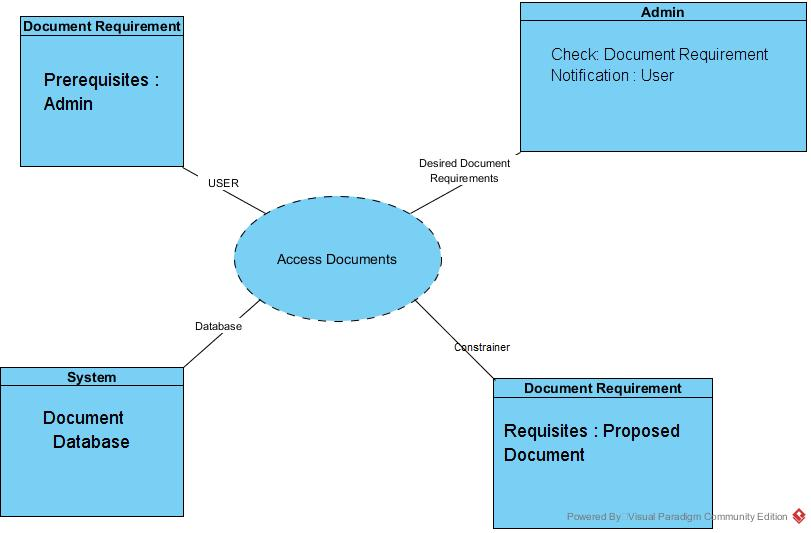 Document Requirement
Prerequisites :
Admin
Admin
Check: Document Requirement
Notification : User
USER
Desired Document
Requirements
Access Documents
Database
Constrainer
System
Document
Database
Document Requirement
Requisites : Proposed
Document
Powered By Visual Paradigm Community Edition